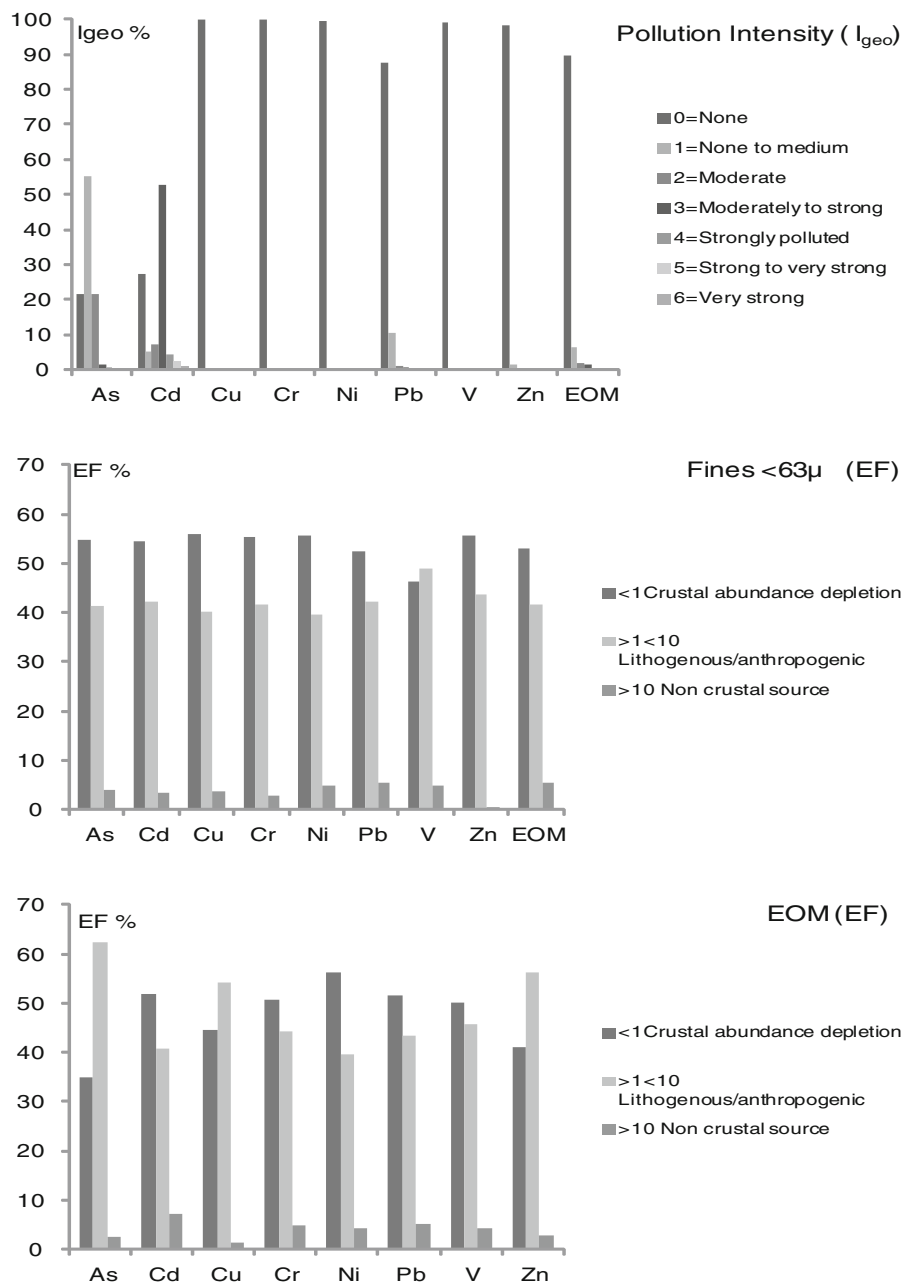 Pollution Intensity ( Igeo)
Igeo %
100
90
80
70
60
50
40
30
20
10
0
As Cd Cu Cr Ni Pb V Zn EOM
0=None
1=None to medium
2=Moderate
3=Moderately to strong
4=Strongly polluted
5=Strong to very strong
6=Very strong
Fines <63µ (EF)
EF %
70
60
50
40
30
20
10
0
As Cd Cu Cr Ni Pb V Zn EOM
<1Crustal abundance depletion
>1<10
Lithogenous/anthropogenic
>10 Non crustal source
EOM (EF)
EF %
70
60
50
40
30
20
10
0
As Cd Cu Cr Ni Pb V Zn
<1Crustal abundance depletion
>1<10
Lithogenous/anthropogenic
>10 Non crustal source